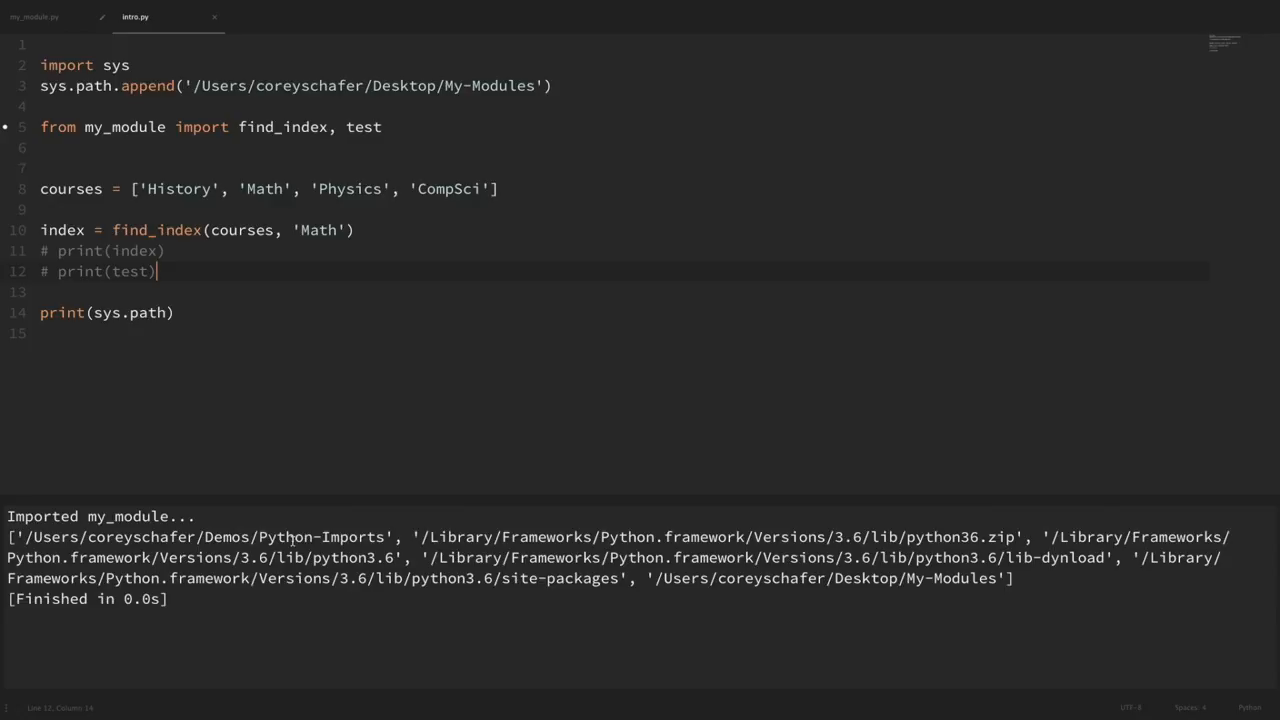 my_module.py
intro.py ×
1
2 import sys
3 sys.path.append('/Users/coreyschafer/Desktop/My-Modules')
4
• 5 from my_module import find_index, test
6
7
8 courses = ['History', 'Math', 'Physics', 'CompSci']
9
10 index = find_index(courses, 'Math')
11 # print(index)
12 # print(test)
13
14 print(sys.path)
15
Imported my_module...
['/Users/coreyschafer/Demos/Python-Imports', '/Library/Frameworks/Python.framework/Versions/3.6/lib/python36.zip', '/Library/Frameworks/
Python.framework/Versions/3.6/lib/python3.6', '/Library/Frameworks/Python.framework/Versions/3.6/lib/python3.6/lib-dynload', '/Library/
Frameworks/Python.framework/Versions/3.6/lib/python3.6/site-packages', '/Users/coreyschafer/Desktop/My-Modules']
[Finished in 0.0s]
Line 12, Column 14
UTF-8 Spaces: 4 Python